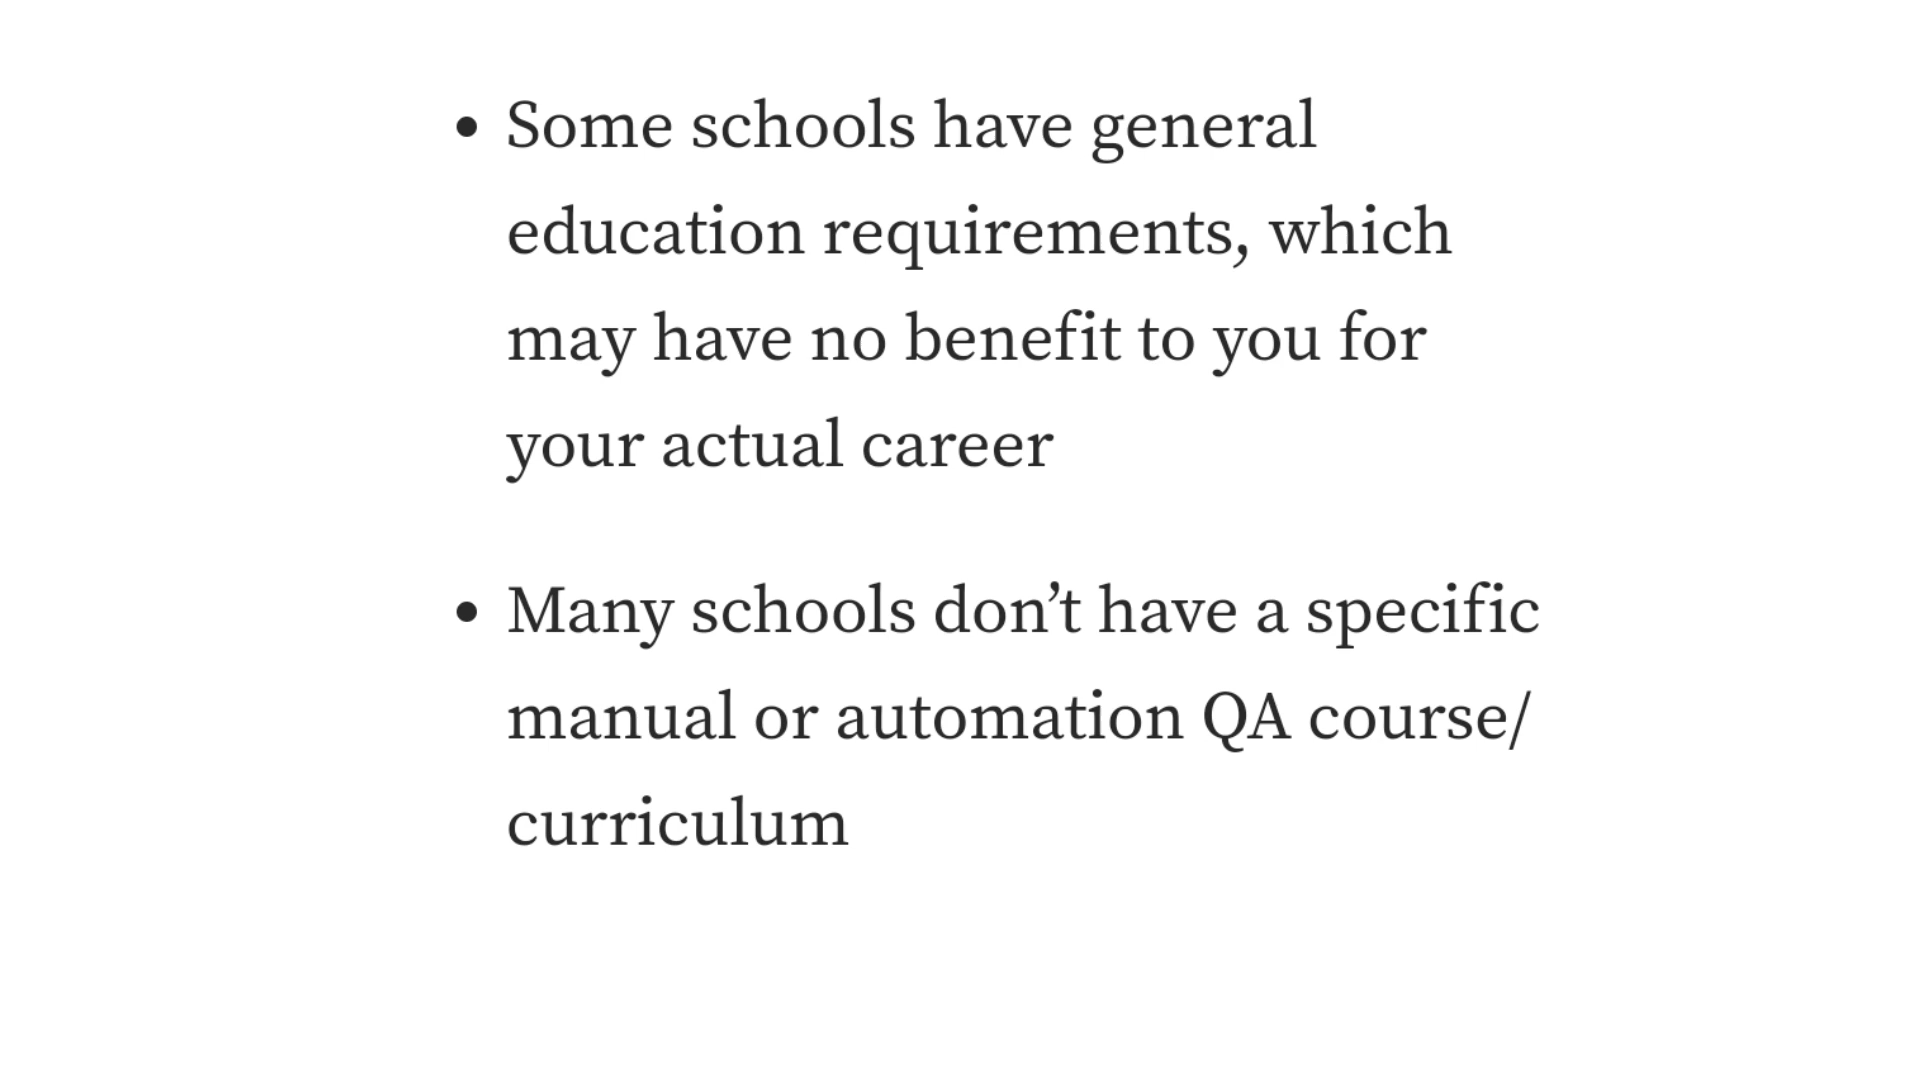 • Some schools have general
education requirements, which
may have no benefit to you for
your actual career
• Many schools don’t have a specific
manual or automation QA course/
curriculum